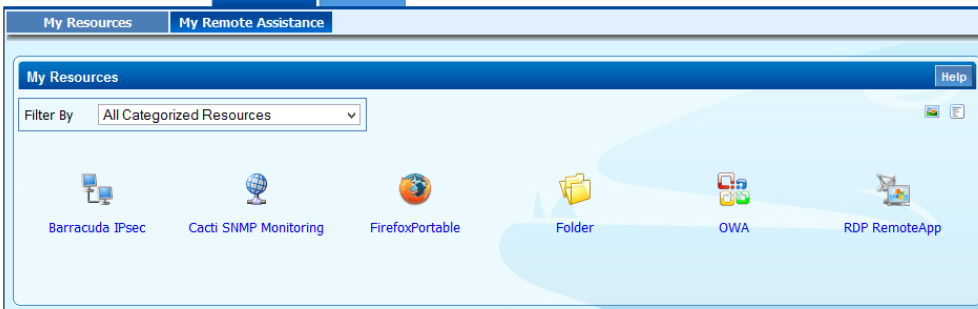 My Resources My Remote Assistance
My Resources Help
Filter By All Categorized Resources
Barracuda IPsec Cacti SNMP Monitoring FirefoxPortable Folder OWA RDP RemoteApp